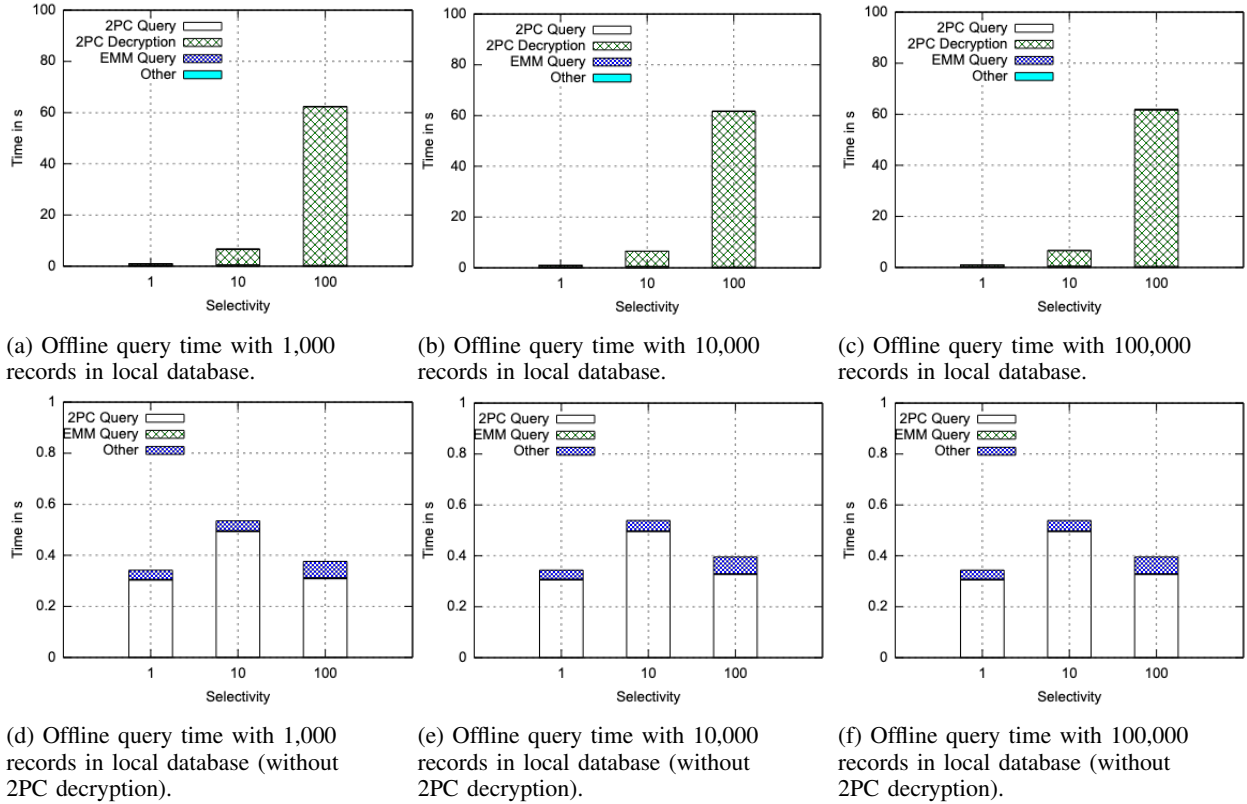 100
80
60
40
20
0
Time in s
2PC Query
2PC Decryption
EMM Query
Other
1
10
100
Selectivity
(a) Offline query time with 1,000
records in local database.
100
80
60
40
20
0
Time in s
2PC Query
2PC Decryption
EMM Query
Other
1
10
100
Selectivity
(b) Offline query time with 10,000
records in local database.
100
80
60
40
20
0
Time in s
2PC Query
2PC Decryption
EMM Query
Other
1
10
100
Selectivity
(c) Offline query time with 100,000
records in local database.
1
0.8
0.6
0.4
0.2
0
Time in s
2PC Query
EMM Query
Other
1
10
100
Selectivity
(d) Offline query time with 1,000
records in local database (without
2PC decryption).
1
0.8
0.6
0.4
0.2
0
Time in s
2PC Query
EMM Query
Other
1
10
100
Selectivity
(e) Offline query time with 10,000
records in local database (without
2PC decryption).
1
0.8
0.6
0.4
0.2
0
Time in s
2PC Query
EMM Query
Other
1
10
100
Selectivity
(f) Offline query time with 100,000
records in local database (without
2PC decryption).